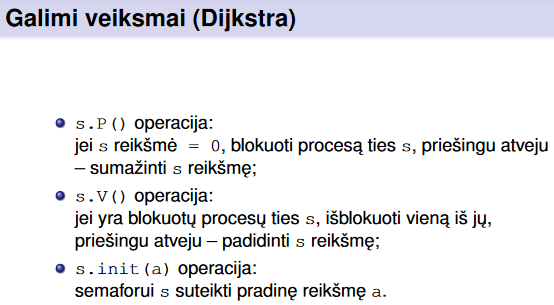 Galimi veiksmai (Dijkstra)
s.P() operacija:
jei s reikšmė = 0, blokuoti procesą ties s, priešingu atveju
– sumažinti s reikšmę;
s.V() operacija:
jei yra blokuotų procesų ties s, išblokuoti vieną iš jų,
priešingu atveju – padidinti s reikšmę;
s.init(a) operacija:
semaforui s suteikti pradinę reikšmę a.